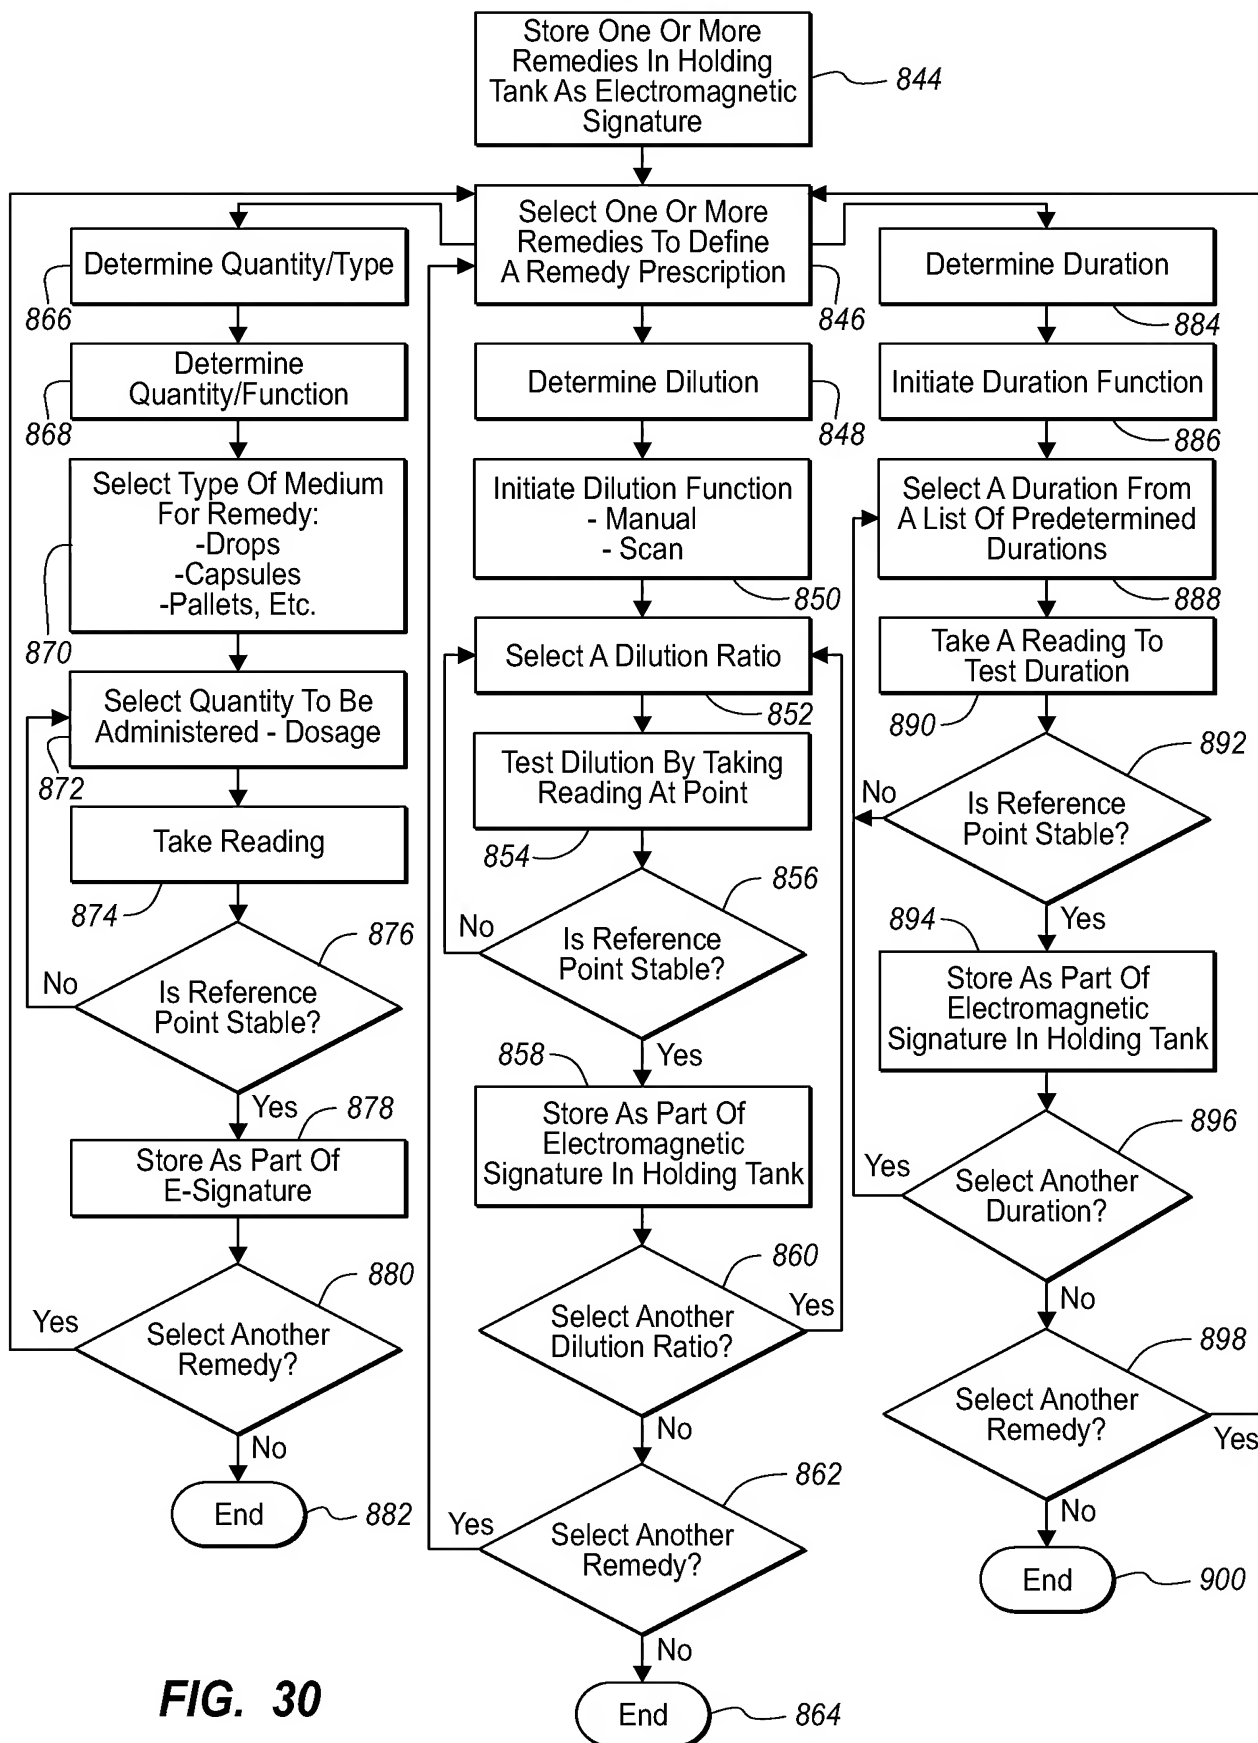 Store One Or More
Remedies In Holding
Tank As Electromagnetic
Signature
844
Select One Or More
Remedies To Define
A Remedy Prescription
846
Determine Quantity/Type
866
Determine
Quantity/Function
868
Select Type Of Medium
For Remedy:
-Drops
-Capsules
-Pallets, Etc.
870
Select Quantity To Be
Administered - Dosage
872
Take Reading
874
876
No
Is Reference
Point Stable?
Yes
878
Store As Part Of
E-Signature
880
Yes
Select Another
Remedy?
No
End
882
Determine Dilution
848
Initiate Dilution Function
- Manual
- Scan
850
Select A Dilution Ratio
852
Test Dilution By Taking
Reading At Point
854
856
No
Is Reference
Point Stable?
Yes
858
Store As Part Of
Electromagnetic
Signature In Holding Tank
860
Select Another
Dilution Ratio?
Yes
No
862
Yes
Select Another
Remedy?
No
End
864
Determine Duration
884
Initiate Duration Function
886
Select A Duration From
A List Of Predetermined
Durations
888
Take A Reading To
Test Duration
890
892
No
Is Reference
Point Stable?
Yes
894
Store As Part Of
Electromagnetic
Signature In Holding Tank
896
Yes
Select Another
Duration?
No
898
Select Another
Remedy?
Yes
No
End
900
FIG. 30